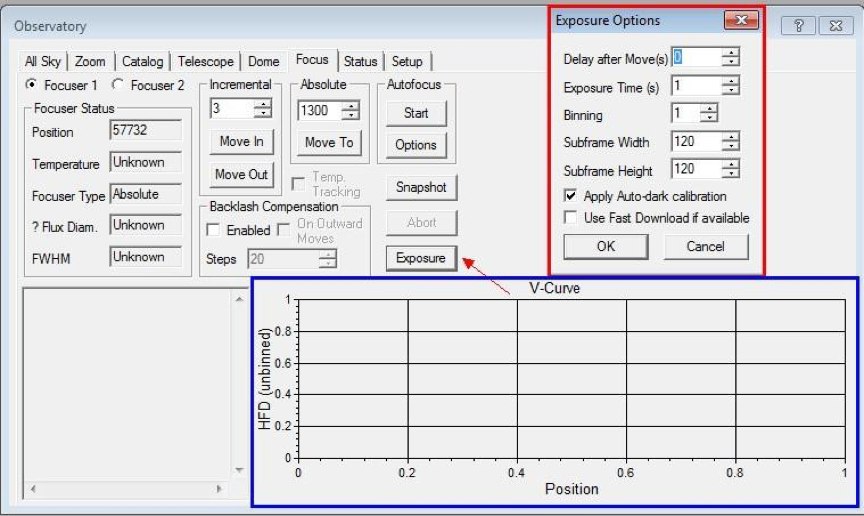 Observatory
All Sky Zoom Catalog Telescope Dome Focus Status Setup
Focuser 1 Focuser 2
Focuser Status
Position 57732
Temperature Unknown
Focuser Type Absolute
? Flux Diam. Unknown
FWHM Unknown
Incremental
3
Move In
Move Out
Absolute
1300
Move To
Temp.
Tracking
Autofocus
Start
Options
Snapshot
Abort
Exposure
Backlash Compensation
Enabled On Outward
Moves
Steps 20
Exposure Options
Delay after Move(s) 0
Exposure Time (s) 1
Binning 1
Subframe Width 120
Subframe Height 120
Apply Auto-dark calibration
Use Fast Download if available
OK Cancel
V-Curve
HFD (unbinned)
1
0.8
0.6
0.4
0.2
0
0 0.2 0.4 0.6 0.8 1
Position